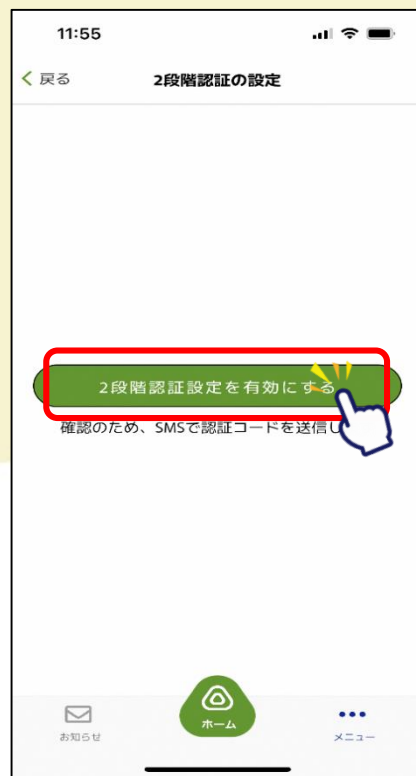 11:55
戻る
2段階認証の設定
2段階認証設定を有効にする
確認のため、SMSで認証コードを送信し
お知らせ
ホーム
メニュー